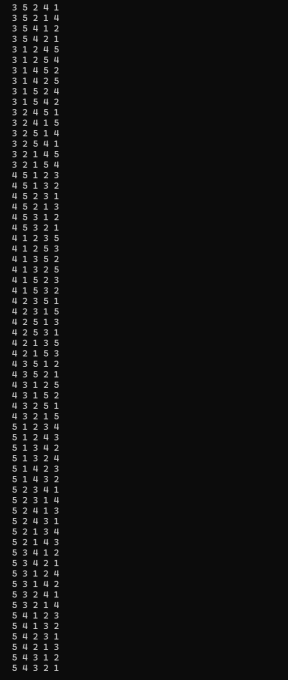 3 5 2 4 1
3 5 2 1 4
3 5 4 1 2
3 5 4 2 1
3 1 2 4 5
3 1 2 5 4
3 1 4 5 2
3 1 4 2 5
3 1 5 2 4
3 1 5 4 2
3 2 4 5 1
3 2 4 1 5
3 2 5 1 4
3 2 5 4 1
3 2 1 4 5
3 2 1 5 4
4 5 1 2 3
4 5 1 3 2
4 5 2 3 1
4 5 2 1 3
4 5 3 1 2
4 5 3 2 1
4 1 2 3 5
4 1 2 5 3
4 1 3 5 2
4 1 3 2 5
4 1 5 2 3
4 1 5 3 2
4 2 3 5 1
4 2 3 1 5
4 2 5 1 3
4 2 5 3 1
4 2 1 3 5
4 2 1 5 3
4 3 5 1 2
4 3 5 2 1
4 3 1 2 5
4 3 1 5 2
4 3 2 5 1
4 3 2 1 5
5 1 2 3 4
5 1 2 4 3
5 1 3 4 2
5 1 3 2 4
5 1 4 2 3
5 1 4 3 2
5 2 3 4 1
5 2 3 1 4
5 2 4 1 3
5 2 4 3 1
5 2 1 3 4
5 2 1 4 3
5 3 4 1 2
5 3 4 2 1
5 3 1 2 4
5 3 1 4 2
5 3 2 4 1
5 3 2 1 4
5 4 1 2 3
5 4 1 3 2
5 4 2 3 1
5 4 2 1 3
5 4 3 1 2
5 4 3 2 1